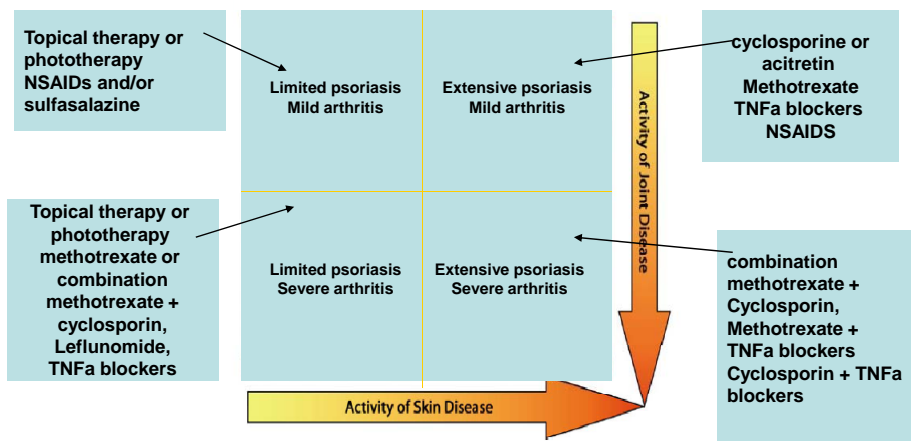 Topical therapy or
phototherapy
NSAIDs and/or
sulfasalazine
Limited psoriasis
Mild arthritis
Extensive psoriasis
Mild arthritis
cyclosporine or
acitretin
Methotrexate
TNFa blockers
NSAIDS
Activity of Joint Disease
Topical therapy or
phototherapy
methotrexate or
combination
methotrexate +
cyclosporin,
Leflunomide,
TNFa blockers
Limited psoriasis
Severe arthritis
Extensive psoriasis
Severe arthritis
combination
methotrexate +
Cyclosporin,
Methotrexate +
TNFa blockers
Cyclosporin + TNFa
blockers
Activity of Skin Disease